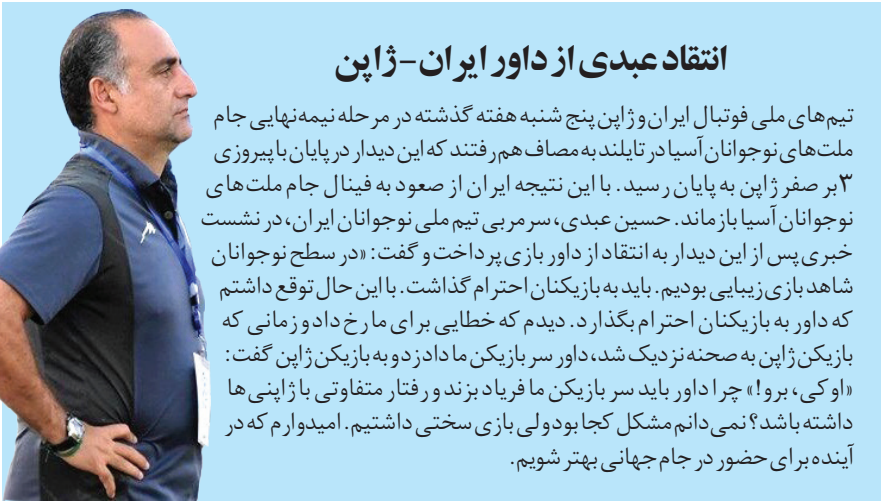 انتقاد عبدی از داور ایران-ژاپن
تیم‌های ملی فوتبال ایران و ژاپن پنج شنبه هفته گذشته در مرحله نیمه‌نهایی جام
ملت‌های نوجوانان آسیا در تایلند به مصاف هم رفتند که این دیدار در پایان با پیروزی
۳ بر صفر ژاپن به پایان رسید. با این نتیجه ایران از صعود به فینال جام ملت های
نوجوانان آسیا بازماند. حسین عبدی، سرمربی تیم ملی نوجوانان ایران، در نشست
خبری پس از این دیدار به انتقاد از داور بازی پرداخت و گفت: «در سطح نوجوانان
شاهد بازی زیبایی بودیم. باید به بازیکنان احترام گذاشت. با این حال توقع داشتم
که داور به بازیکنان احترام بگذارد. دیدم که خطایی برای ما رخ داد و زمانی که
بازیکن ژاپن به صحنه نزدیک شد، داور سر بازیکن ما داد زد و به بازیکن ژاپن گفت:
«اوکی، برو!» چرا داور باید سر بازیکن ما فریاد بزند و رفتار متفاوتی با ژاپنی ها
داشته باشد؟ نمی‌دانم مشکل کجا بود ولی بازی سختی داشتیم. امیدوارم که در
آینده برای حضور در جام جهانی بهتر شویم.